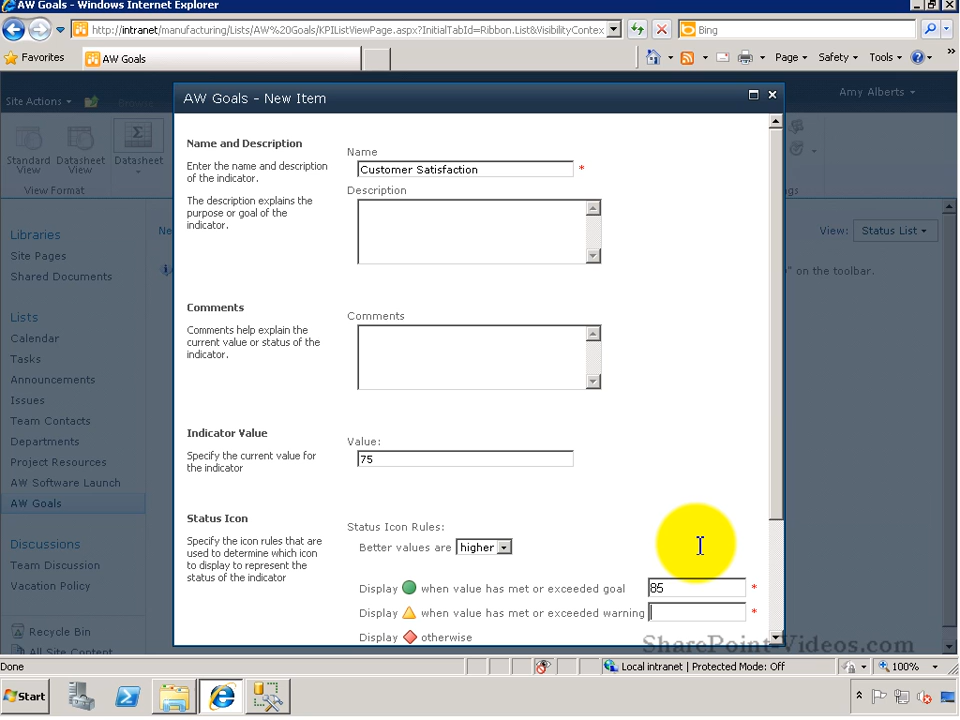 AW Goals - Windows Internet Explorer
http://intranet/manufacturing/Lists/AW%20Goals/KPIListViewPage.aspx?InitialTabId=Ribbon.List&VisibilityContex
Bing
Favorites
AW Goals
Page
Safety
Tools
Site Actions
Browse
Amy Alberts
Standard View
Datasheet View
Datasheet
View Format
AW Goals - New Item
Name and Description
Enter the name and description
of the indicator.
The description explains the
purpose or goal of the
indicator.
Name
Customer Satisfaction *
Description
Comments
Comments help explain the
current value or status of the
indicator.
Comments
Indicator Value
Specify the current value for
the indicator
Value:
75
Status Icon
Specify the icon rules that are
used to determine which icon
to display to represent the
status of the indicator
Status Icon Rules:
Better values are higher
Display when value has met or exceeded goal 85 *
Display when value has met or exceeded warning *
Display otherwise
View: Status List
" on the toolbar.
Libraries
Site Pages
Shared Documents
Lists
Calendar
Tasks
Announcements
Issues
Team Contacts
Departments
Project Resources
AW Software Launch
AW Goals
Discussions
Team Discussion
Vacation Policy
Recycle Bin
All Site Content
SharePoint-Videos.com
Done
Local intranet | Protected Mode: Off
100%
Start